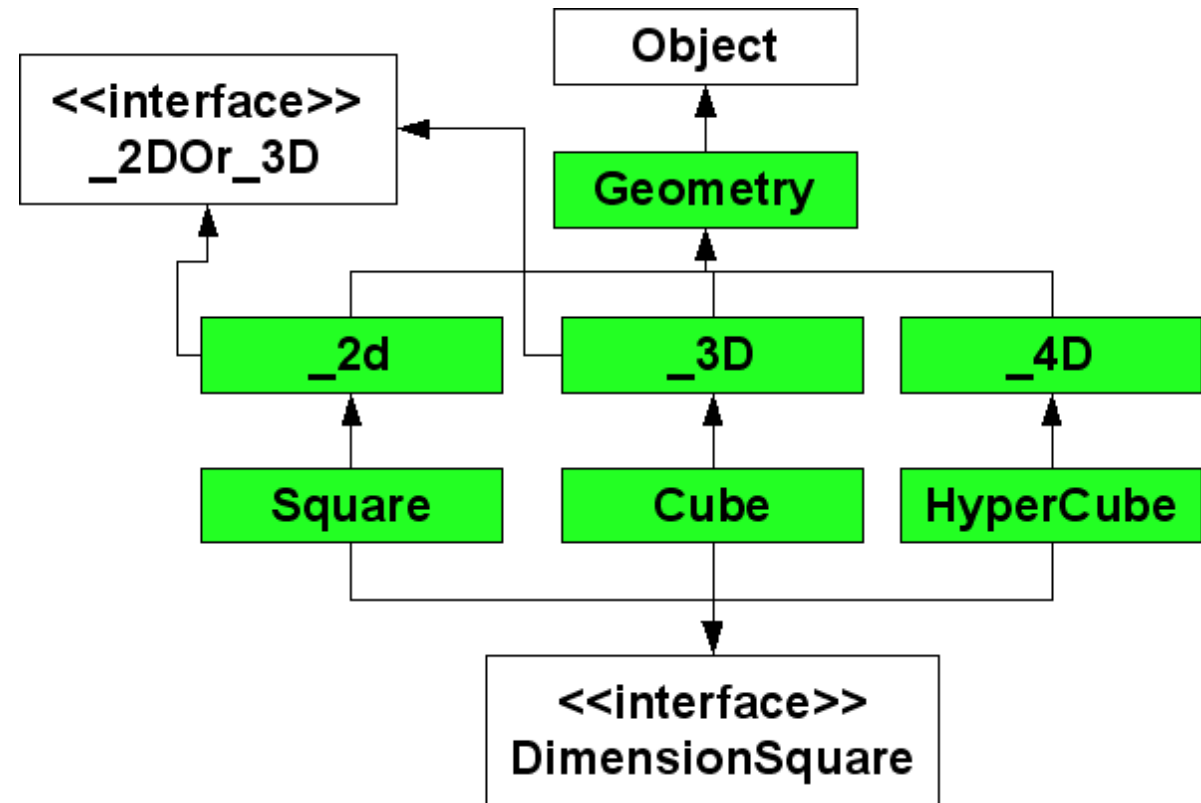 Object
<<interface>>
_2DOr_3D
Geometry
_2d
_3D
_4D
Square
Cube
HyperCube
<<interface>>
DimensionSquare